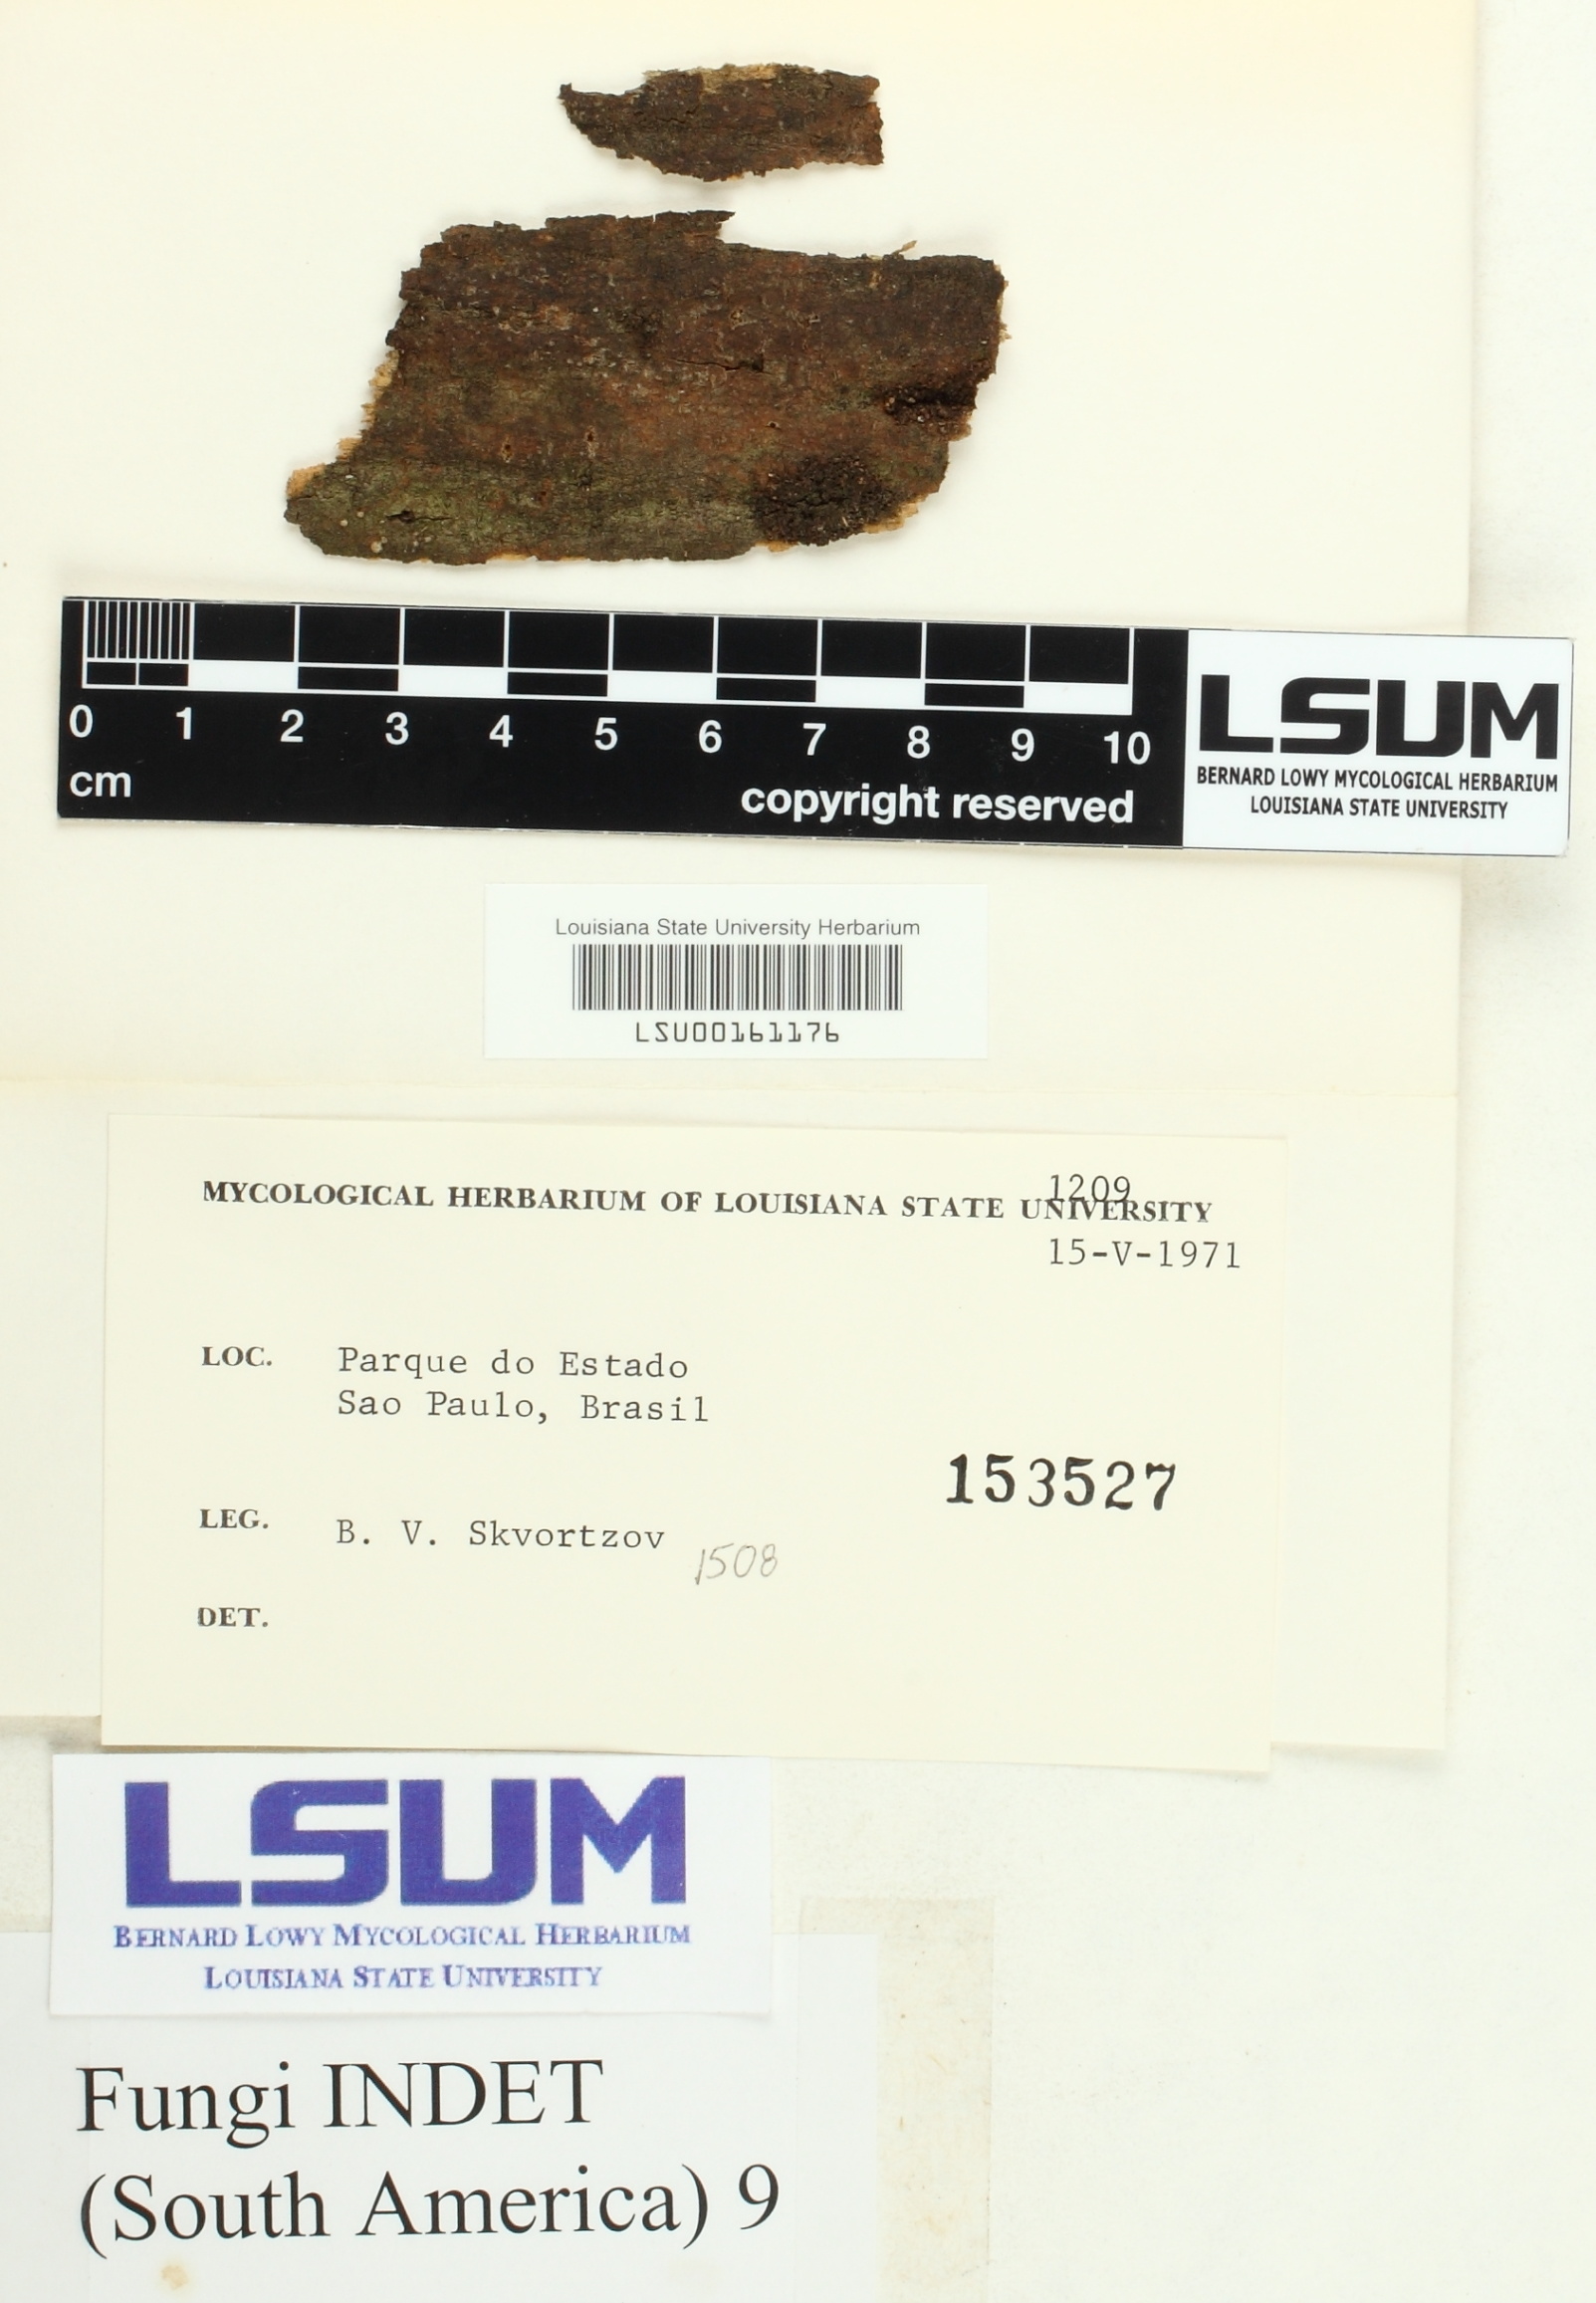 0 1 2 3 4 5 6 7 8 9 10
cm
copyright reserved
LSUM
BERNARD LOWY MYCOLOGICAL HERBARIUM
LOUISIANA STATE UNIVERSITY
Louisiana State University Herbarium
LSU00161176
1209
MYCOLOGICAL HERBARIUM OF LOUISIANA STATE UNIVERSITY
15-V-1971
LOC. Parque do Estado
Sao Paulo, Brasil
153527
LEG. B. V. Skvortzov 1508
DET.
LSUM
BERNARD LOWY MYCOLOGICAL HERBARIUM
LOUISIANA STATE UNIVERSITY
Fungi INDET
(South America) 9